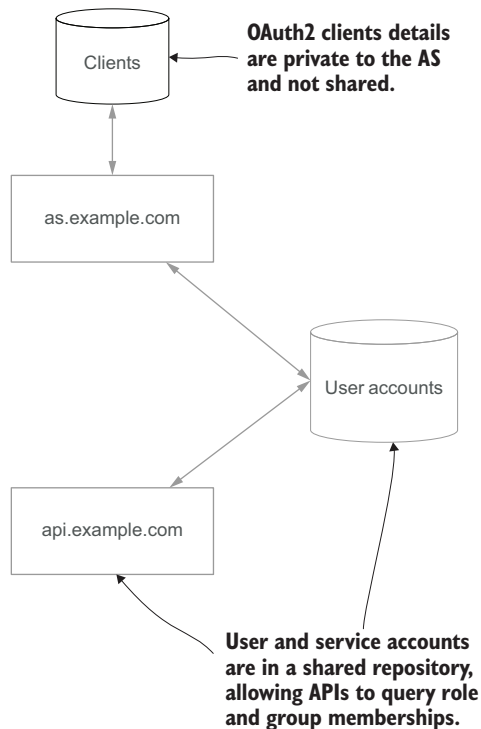 OAuth2 clients details
are private to the AS
and not shared.
Clients
as.example.com
User accounts
api.example.com
User and service accounts
are in a shared repository,
allowing APIs to query role
and group memberships.